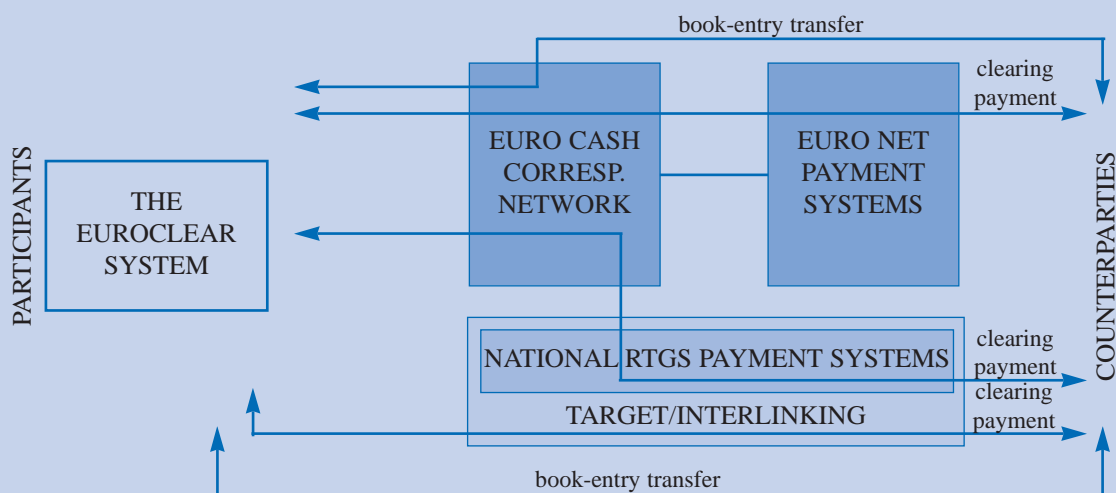 book-entry transfer
clearing
payment
EURO CASH
CORRESP.
NETWORK
EURO NET
PAYMENT
SYSTEMS
PARTICIPANTS
THE
EUROCLEAR
SYSTEM
COUNTERPARTIES
clearing
payment
NATIONAL RTGS PAYMENT SYSTEMS
clearing
payment
TARGET/INTERLINKING
book-entry transfer